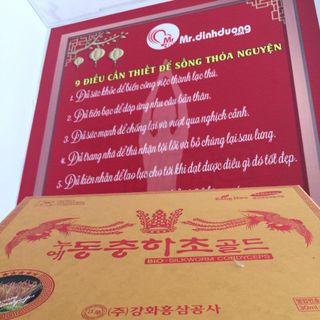 Mr.dinhduong
9 ĐIỀU CẦN THIẾT ĐỂ SỐNG THỎA NGUYỆN
1. Đủ sức khỏe để biến công việc thành lạc thú.
2. Đủ tiền bạc để đáp ứng nhu cầu bản thân.
3. Đủ sức mạnh để chống lại và vượt qua nghịch cảnh.
4. Đủ trang nhã để thú nhận tội lỗi và bỏ chúng lại sau lưng.
5. Đủ kiên nhẫn để lao lực cho tới khi đạt được điều gì đó tốt đẹp.
누에동충하초골드
BIO-SILKWORM CORDYCEPS
(주)강화홍삼공사
30ml